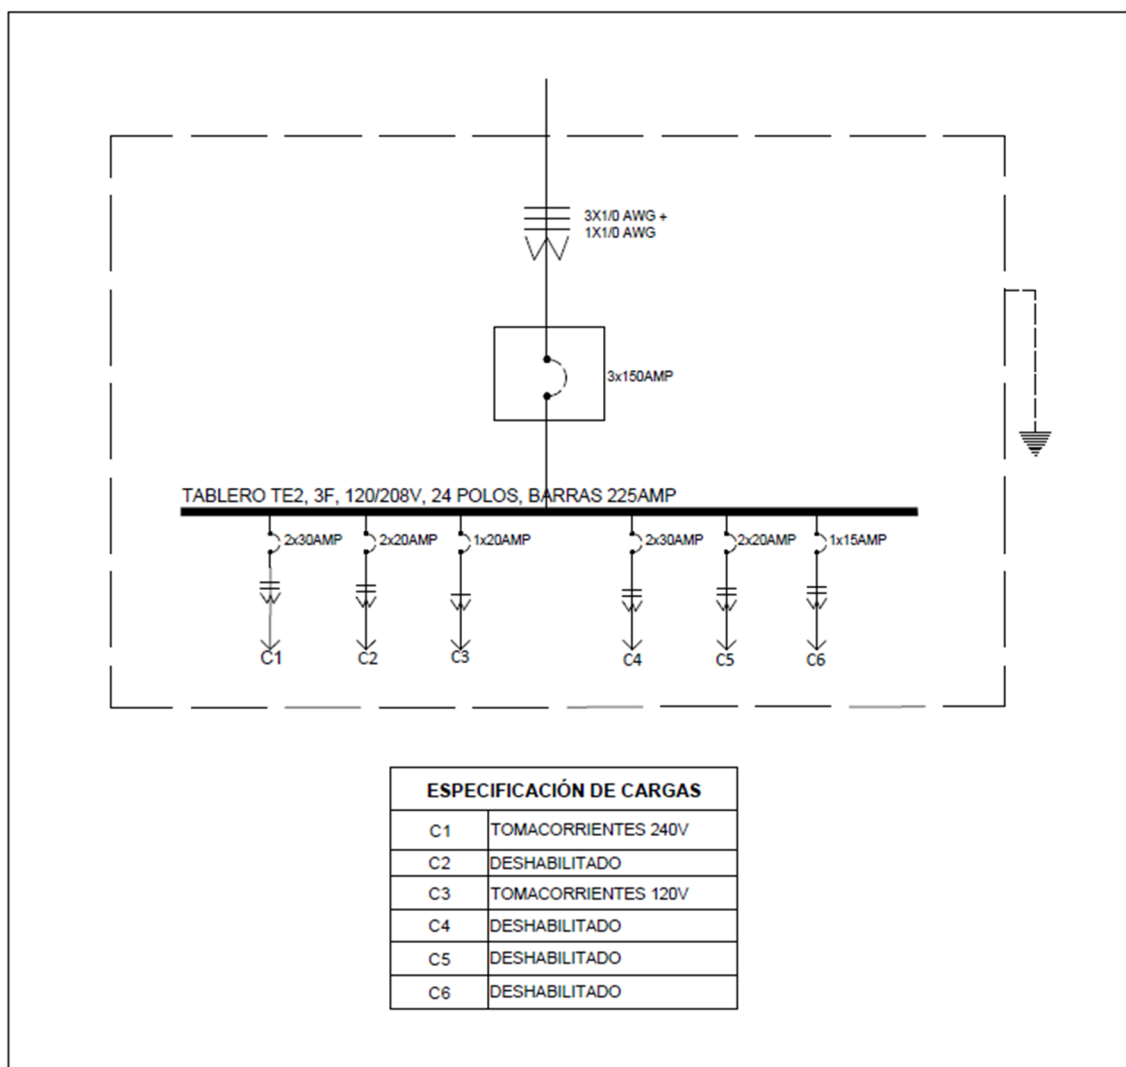 3X1/0 AWG +
1X1/0 AWG
3x150AMP
TABLERO TE2, 3F, 120/208V, 24 POLOS, BARRAS 225AMP
2x30AMP 2x20AMP 1x20AMP 2x30AMP 2x20AMP 1x15AMP
C1 C2 C3 C4 C5 C6
ESPECIFICACIÓN DE CARGAS
C1 TOMACORRIENTES 240V
C2 DESHABILITADO
C3 TOMACORRIENTES 120V
C4 DESHABILITADO
C5 DESHABILITADO
C6 DESHABILITADO